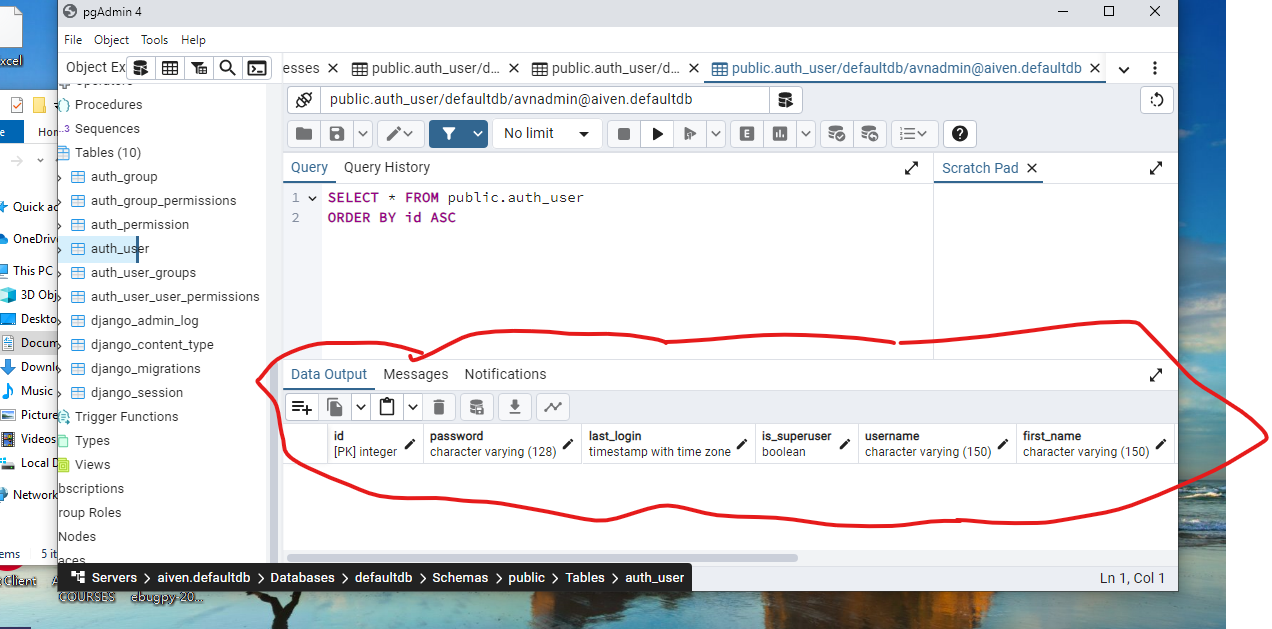 xcel
pgAdmin 4
File Object Tools Help
Object Ex
esses
public.auth_user/d...
public.auth_user/d...
public.auth_user/defaultdb/avnadmin@aiven.defaultdb
public.auth_user/defaultdb/avnadmin@aiven.defaultdb
No limit
Query Query History
Scratch Pad
1 SELECT * FROM public.auth_user
2 ORDER BY id ASC
Procedures
Sequences
Tables (10)
auth_group
auth_group_permissions
auth_permission
auth_user
auth_user_groups
auth_user_user_permissions
django_admin_log
django_content_type
django_migrations
django_session
Trigger Functions
Types
Views
bscriptions
roup Roles
Nodes
aces
Hon
Quick ac
OneDriv
This PC
3D Obj
Deskto
Docum
Downl
Music
Picture
Videos
Local D
Network
ems 5 it
Data Output Messages Notifications
id
[PK] integer
password
character varying (128)
last_login
timestamp with time zone
is_superuser
boolean
username
character varying (150)
first_name
character varying (150)
Servers > aiven.defaultdb > Databases > defaultdb > Schemas > public > Tables > auth_user
Ln 1, Col 1
Client
COURSES
ebugpy-20...